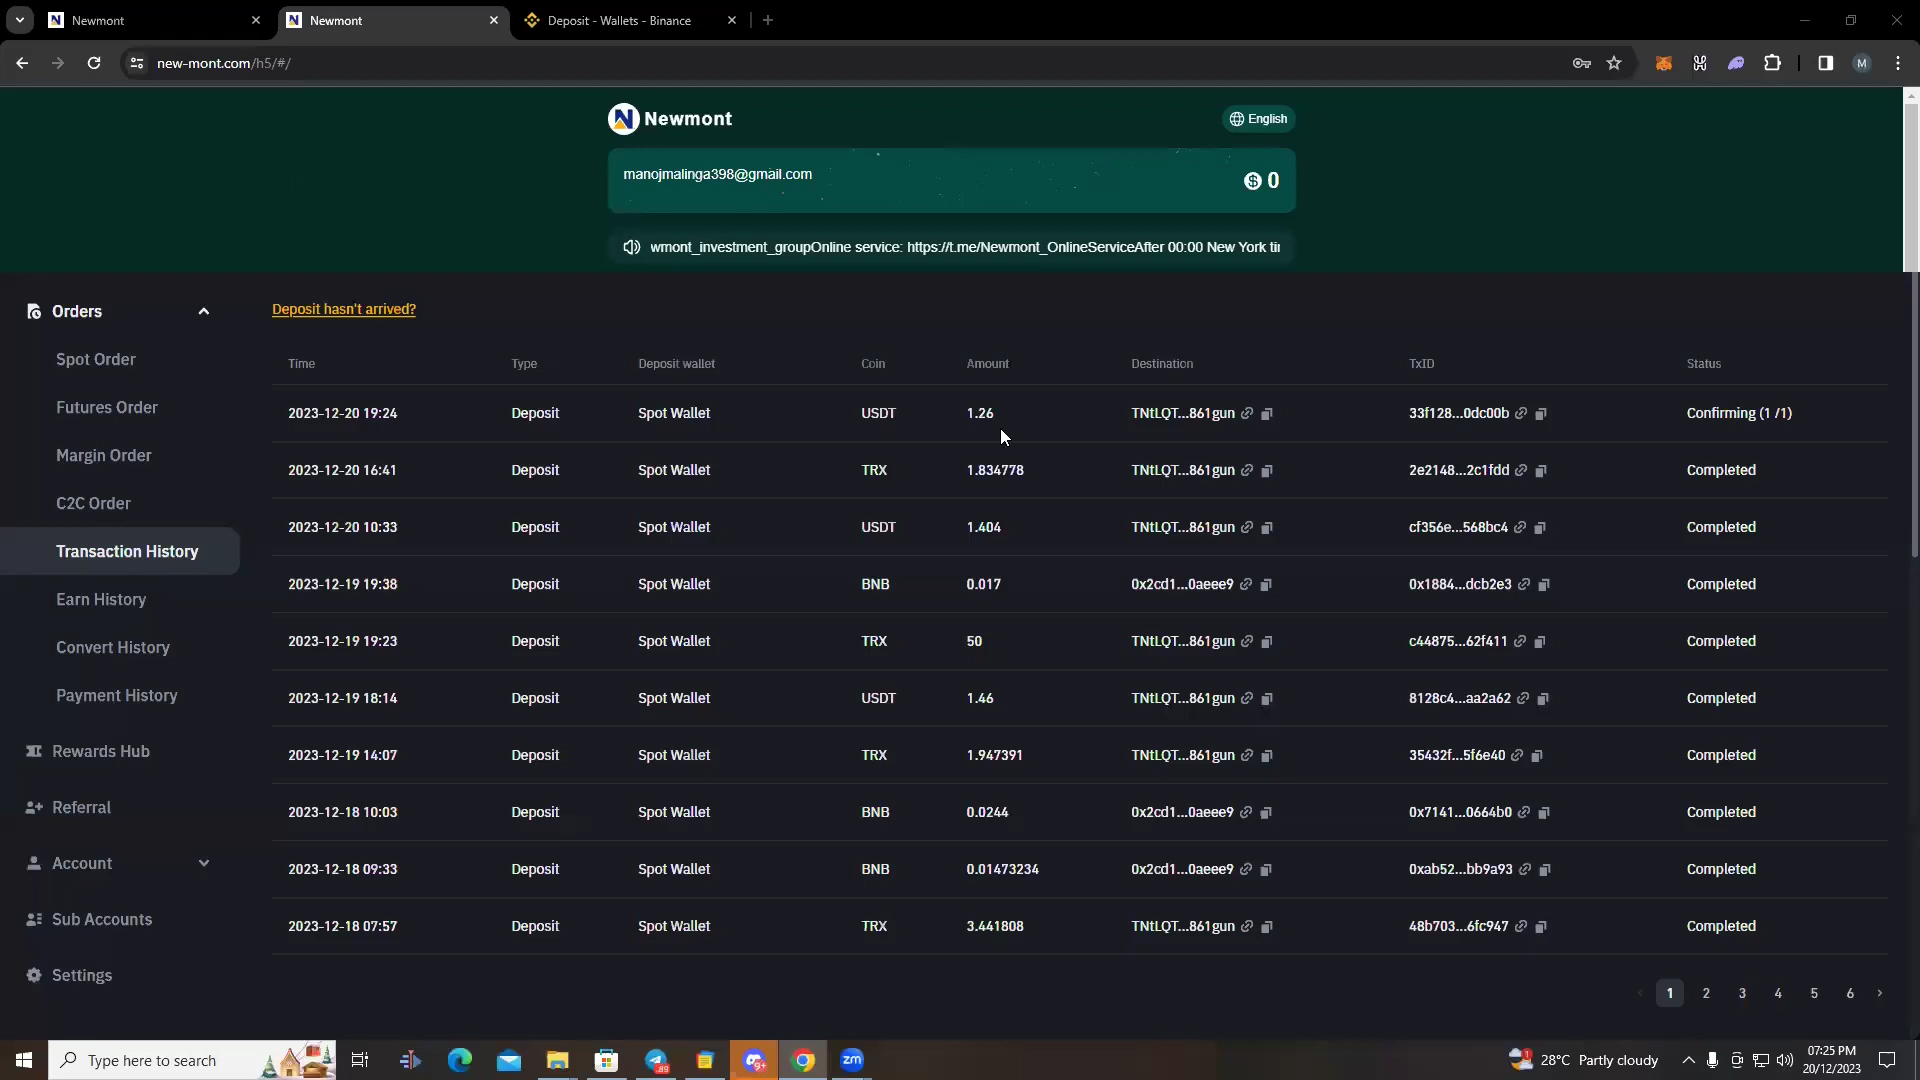 Newmont
Newmont
Deposit - Wallets - Binance
new-mont.com/h5/#/
M
Newmont
English
manojmalinga398@gmail.com
0
wmont_investment_groupOnline service: https://t.me/Newmont_OnlineServiceAfter 00:00 New York tir
Orders
Spot Order
Futures Order
Margin Order
C2C Order
Transaction History
Earn History
Convert History
Payment History
Rewards Hub
Referral
Account
Sub Accounts
Settings
Deposit hasn't arrived?
Time Type Deposit wallet Coin Amount Destination TxID Status
2023-12-20 19:24 Deposit Spot Wallet USDT 1.26 TNtLQT...861gun 33f128...0dc00b Confirming (1 /1)
2023-12-20 16:41 Deposit Spot Wallet TRX 1.834778 TNtLQT...861gun 2e2148...2c1fdd Completed
2023-12-20 10:33 Deposit Spot Wallet USDT 1.404 TNtLQT...861gun cf356e...568bc4 Completed
2023-12-19 19:38 Deposit Spot Wallet BNB 0.017 0x2cd1...0aeee9 0x1884...dcb2e3 Completed
2023-12-19 19:23 Deposit Spot Wallet TRX 50 TNtLQT...861gun c44875...62f411 Completed
2023-12-19 18:14 Deposit Spot Wallet USDT 1.46 TNtLQT...861gun 8128c4...aa2a62 Completed
2023-12-19 14:07 Deposit Spot Wallet TRX 1.947391 TNtLQT...861gun 35432f...5f6e40 Completed
2023-12-18 10:03 Deposit Spot Wallet BNB 0.0244 0x2cd1...0aeee9 0x7141...0664b0 Completed
2023-12-18 09:33 Deposit Spot Wallet BNB 0.01473234 0x2cd1...0aeee9 0xab52...bb9a93 Completed
2023-12-18 07:57 Deposit Spot Wallet TRX 3.441808 TNtLQT...861gun 48b703...6fc947 Completed
1 2 3 4 5 6
Type here to search
zm
28°C Partly cloudy
07:25 PM
20/12/2023